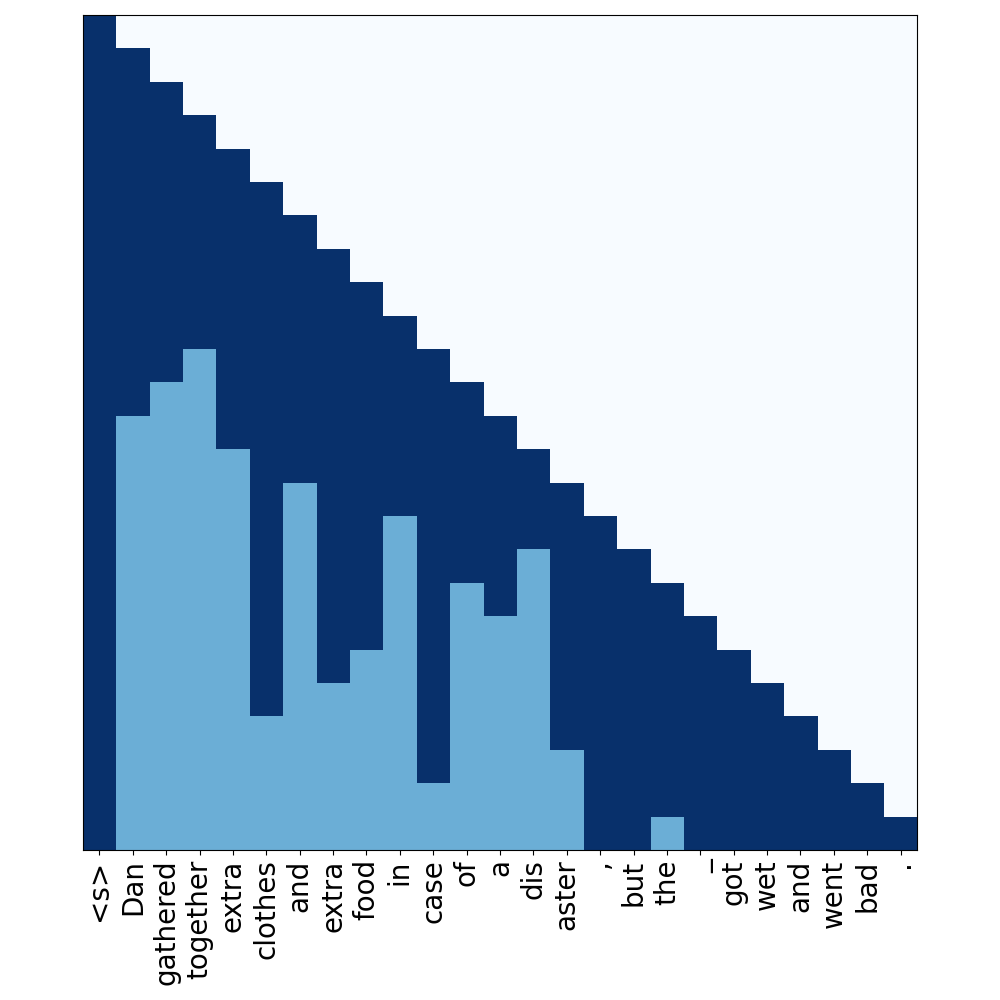 <s>
Dan
gathered
together
extra
clothes
and
extra
food
in
case
of
a
dis
aster
,
but
the
_
got
wet
and
went
bad
.